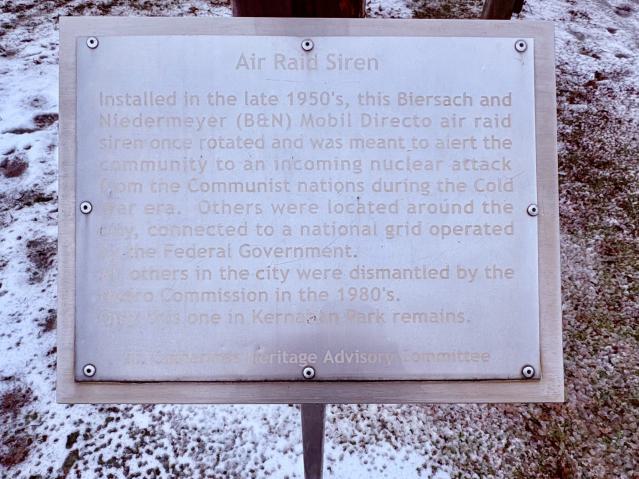 Air Raid Siren
Installed in the late 1950's, this Biersach and
Niedermeyer (B&N) Mobil Directo air raid
siren once rotated and was meant to alert the
community to an incoming nuclear attack
from the Communist nations during the Cold
War era. Others were located around the
city, connected to a national grid operated
by the Federal Government.
All others in the city were dismantled by the
Hydro Commission in the 1980's.
Only this one in Kernahan Park remains.
St. Catharines Heritage Advisory Committee